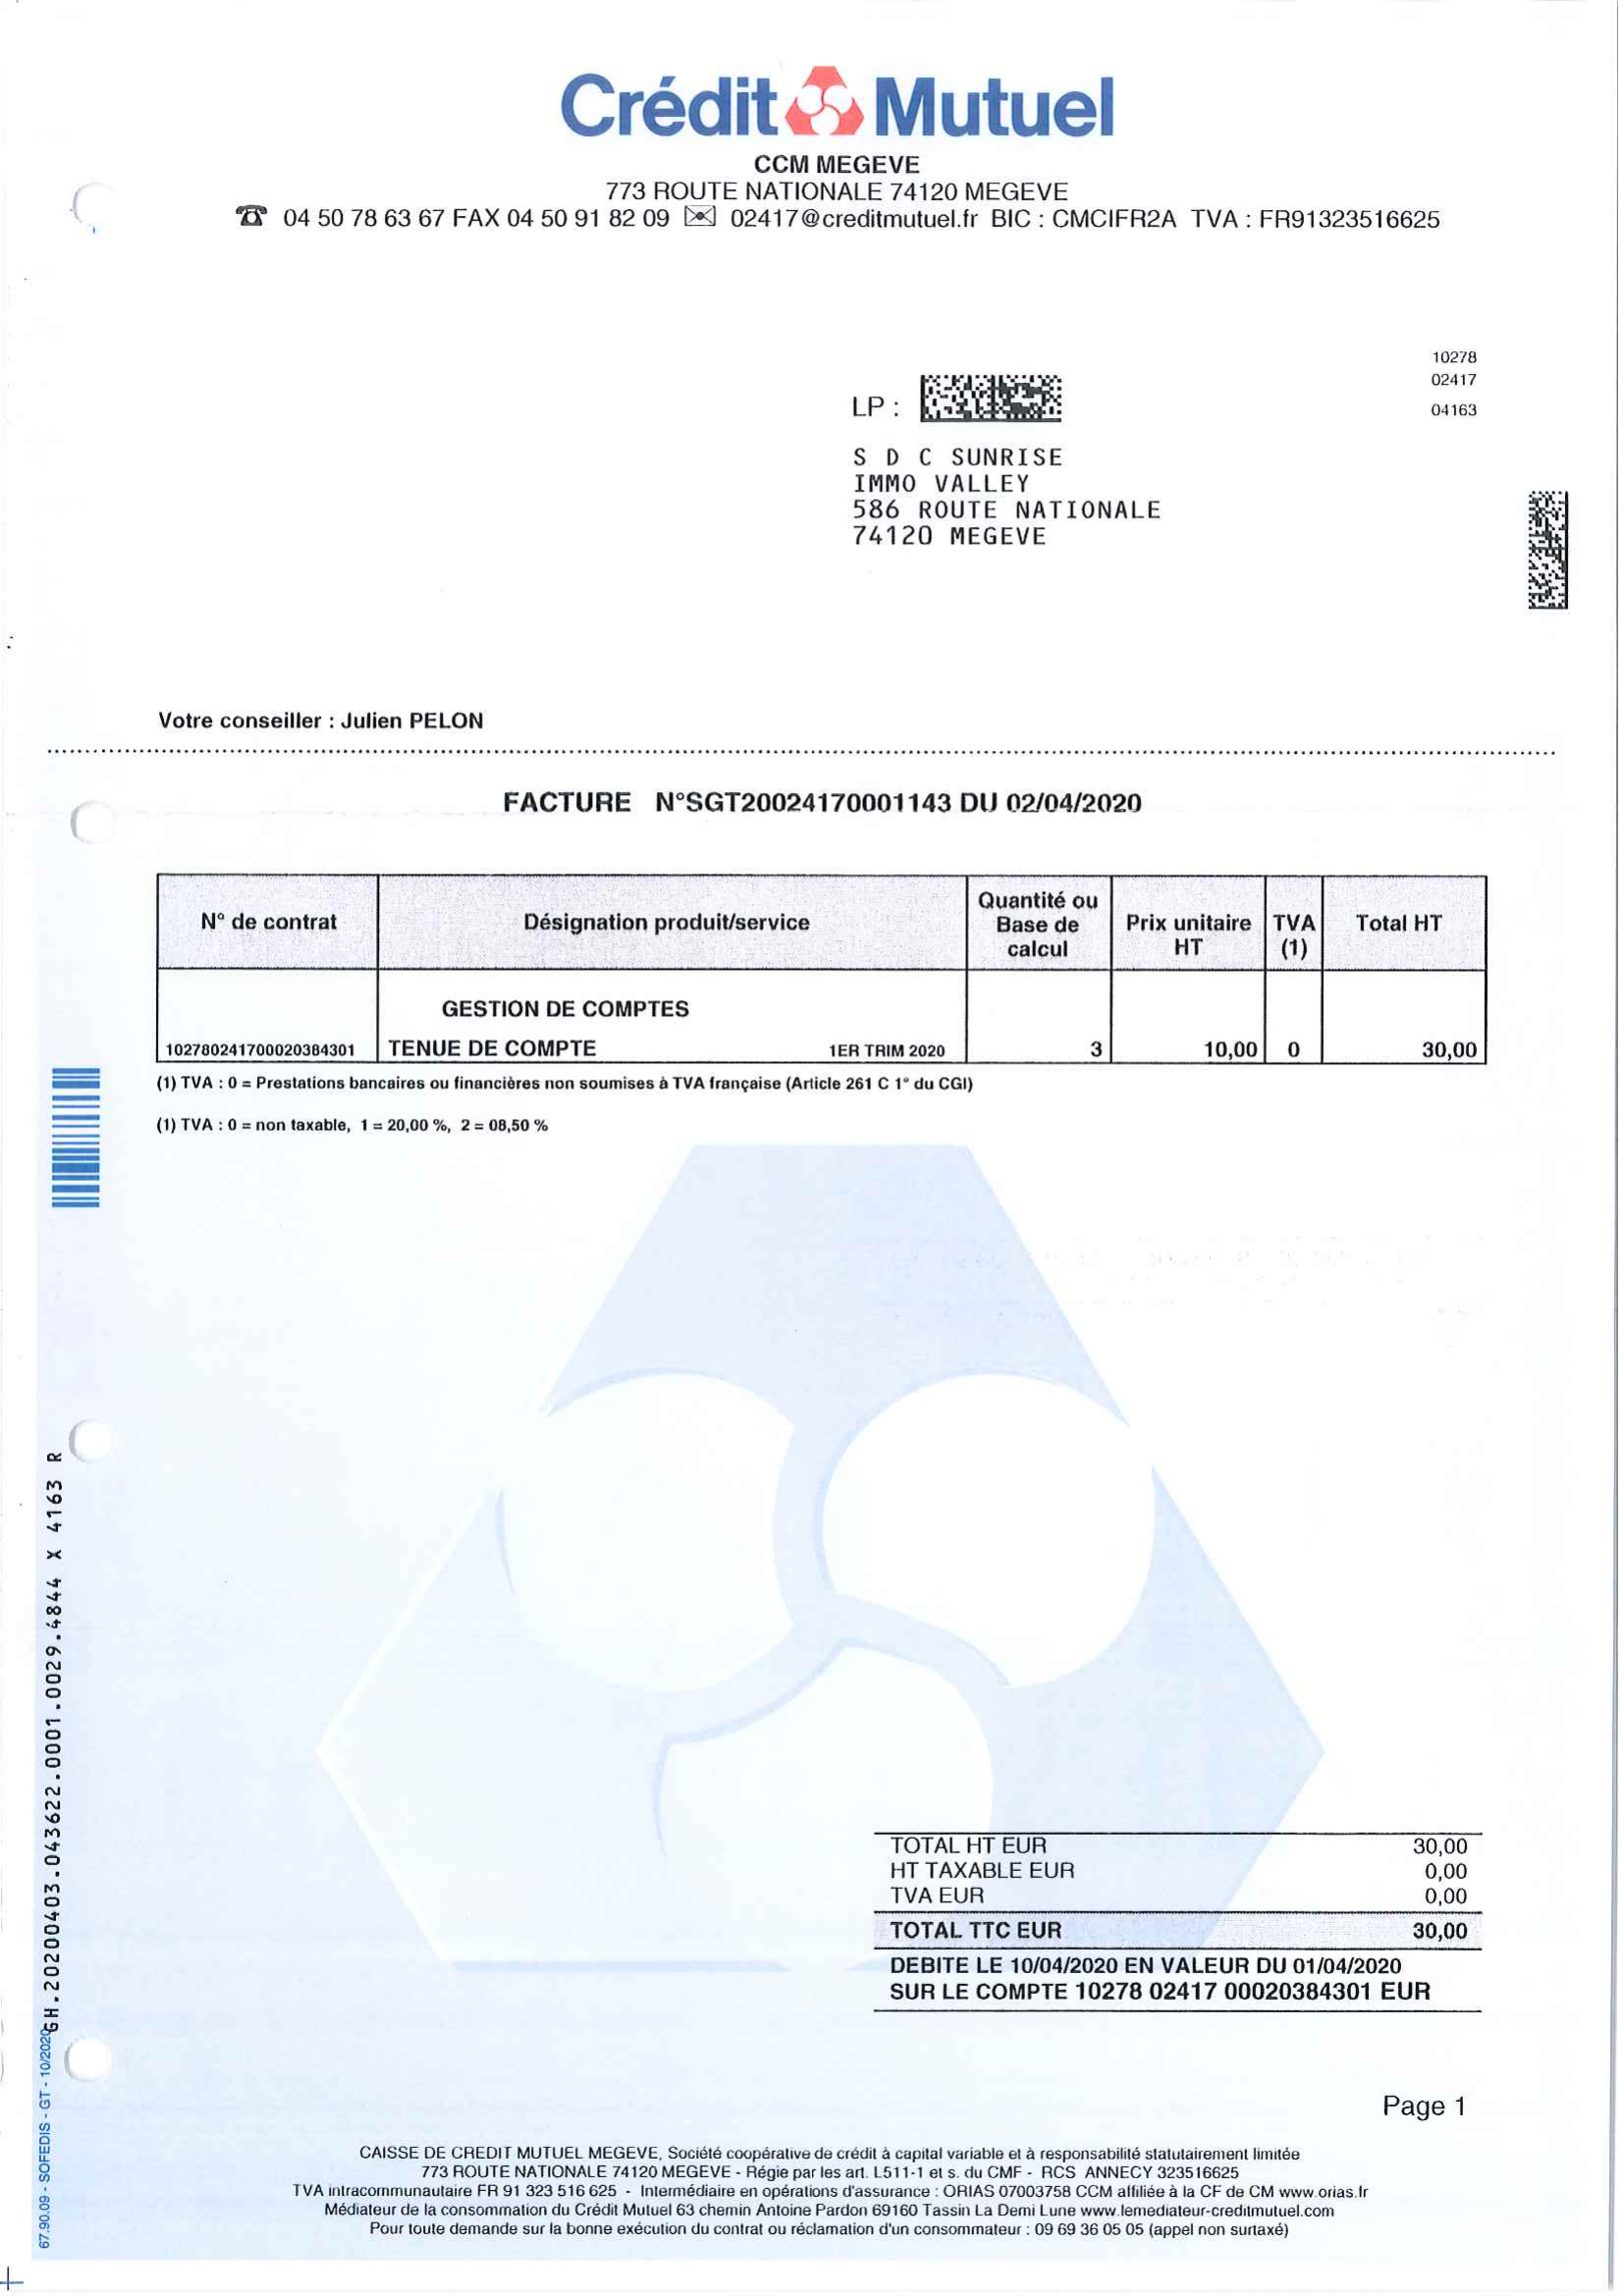 Crédit Mutuel
CCM MEGEVE
773 ROUTE NATIONALE 74120 MEGEVE
☎ 04 50 78 63 67 FAX 04 50 91 82 09 ✉ 02417@creditmutuel.fr BIC : CMCIFR2A TVA : FR91323516625
10278
02417
04163
LP :
S D C SUNRISE
IMMO VALLEY
586 ROUTE NATIONALE
74120 MEGEVE
Votre conseiller : Julien PELON
FACTURE N°SGT20024170001143 DU 02/04/2020
N° de contrat Désignation produit/service Quantité ou Base de calcul Prix unitaire HT TVA (1) Total HT
GESTION DE COMPTES
102780241700020384301 TENUE DE COMPTE 1ER TRIM 2020 3 10,00 0 30,00
(1) TVA : 0 = Prestations bancaires ou financières non soumises à TVA française (Article 261 C 1° du CGI)
(1) TVA : 0 = non taxable, 1 = 20,00 %, 2 = 08,50 %
TOTAL HT EUR 30,00
HT TAXABLE EUR 0,00
TVA EUR 0,00
TOTAL TTC EUR 30,00
DEBITE LE 10/04/2020 EN VALEUR DU 01/04/2020
SUR LE COMPTE 10278 02417 00020384301 EUR
67.90.09 - SOFEDIS - GT - 10/2020
GH.20200403.043622.0001.0029.4844 X 4163 R
Page 1
CAISSE DE CREDIT MUTUEL MEGEVE, Société coopérative de crédit à capital variable et à responsabilité statutairement limitée
773 ROUTE NATIONALE 74120 MEGEVE - Régie par les art. L511-1 et s. du CMF - RCS ANNECY 323516625
TVA intracommunautaire FR 91 323 516 625 - Intermédiaire en opérations d'assurance : ORIAS 07003758 CCM affiliée à la CF de CM www.orias.fr
Médiateur de la consommation du Crédit Mutuel 63 chemin Antoine Pardon 69160 Tassin La Demi Lune www.lemediateur-creditmutuel.com
Pour toute demande sur la bonne exécution du contrat ou réclamation d'un consommateur : 09 69 36 05 05 (appel non surtaxé)